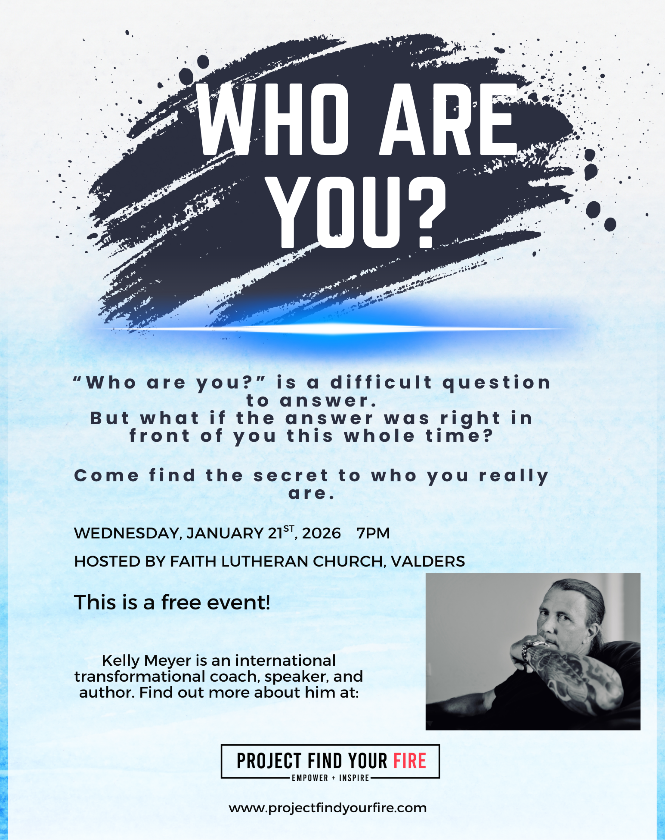 WHO ARE
YOU?
“Who are you?” is a difficult question
to answer.
But what if the answer was right in
front of you this whole time?
Come find the secret to who you really
are.
WEDNESDAY, JANUARY 21ST, 2026 7PM
HOSTED BY FAITH LUTHERAN CHURCH, VALDERS
This is a free event!
Kelly Meyer is an international
transformational coach, speaker, and
author. Find out more about him at:
PROJECT FIND YOUR FIRE
EMPOWER + INSPIRE
www.projectfindyourfire.com